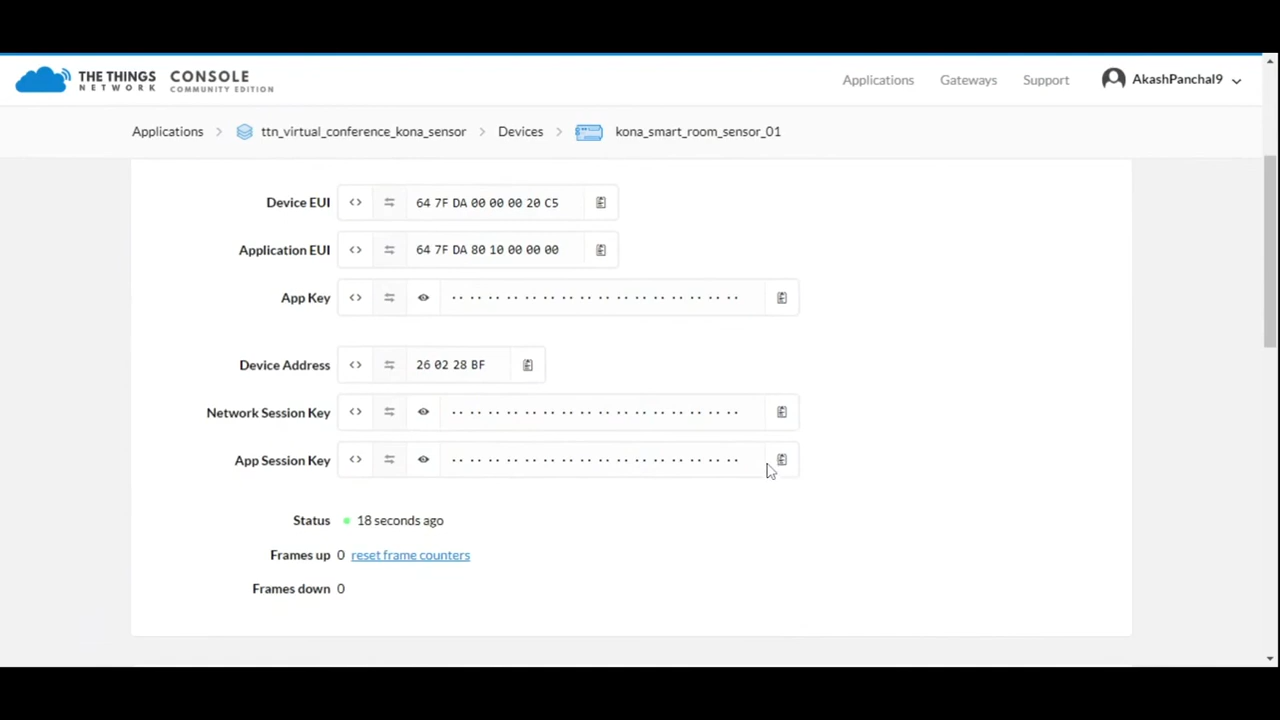 THE THINGS NETWORK CONSOLE COMMUNITY EDITION Applications Gateways Support AkashPanchal9
Applications ttn_virtual_conference_kona_sensor Devices kona_smart_room_sensor_01
Device EUI <> 64 7F DA 00 00 00 20 C5
Application EUI <> 64 7F DA 80 10 00 00 00
App Key <>
Device Address <> 26 02 28 BF
Network Session Key <>
App Session Key <>
Status 18 seconds ago
Frames up 0 reset frame counters
Frames down 0